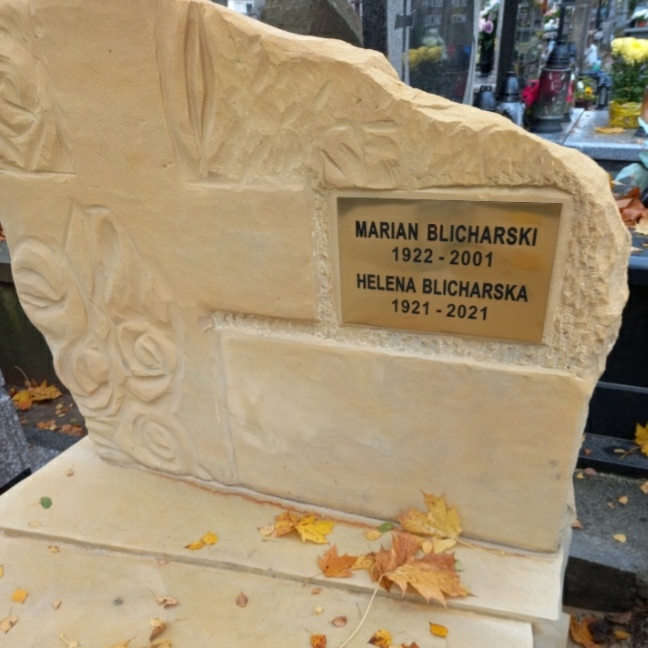 MARIAN BLICHARSKI
1922 - 2001
HELENA BLICHARSKA
1921 - 2021